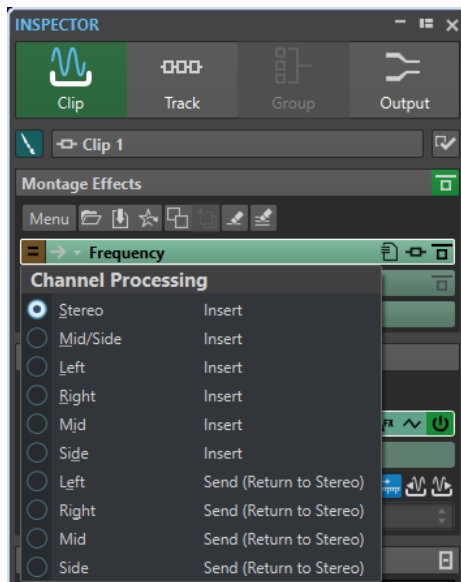 INSPECTOR
Clip Track Group Output
Clip 1
Montage Effects
Menu
Frequency
Channel Processing
Stereo Insert
Mid/Side Insert
Left Insert
Right Insert
Mid Insert
Side Insert
Left Send (Return to Stereo)
Right Send (Return to Stereo)
Mid Send (Return to Stereo)
Side Send (Return to Stereo)